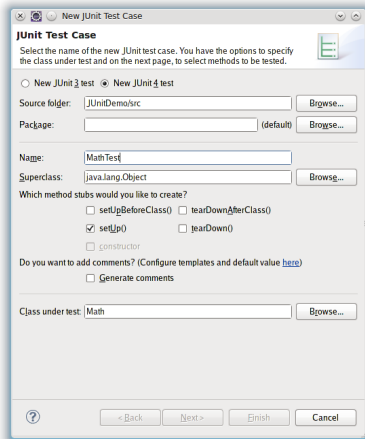 New JUnit Test Case
JUnit Test Case
Select the name of the new JUnit test case. You have the options to specify
the class under test and on the next page, to select methods to be tested.
New JUnit 3 test New JUnit 4 test
Source folder: JUnitDemo/src Browse...
Package: (default) Browse...
Name: MathTest
Superclass: java.lang.Object Browse...
Which method stubs would you like to create?
setUpBeforeClass() tearDownAfterClass()
setUp() tearDown()
constructor
Do you want to add comments? (Configure templates and default value here)
Generate comments
Class under test: Math Browse...
? < Back Next > Finish Cancel